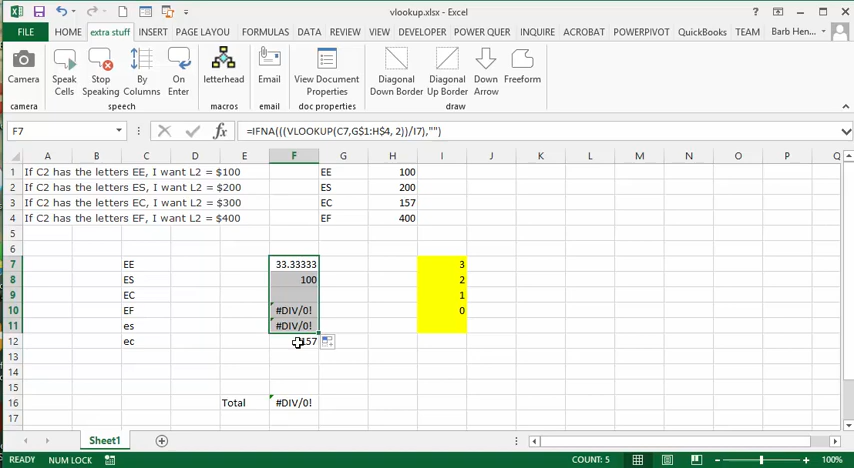 vlookup.xlsx - Excel
Barb Hen...
FILE HOME extra stuff INSERT PAGE LAYOU FORMULAS DATA REVIEW VIEW DEVELOPER POWER QUER INQUIRE ACROBAT POWERPIVOT QuickBooks TEAM
Camera Speak Cells Stop Speaking By Columns On Enter letterhead Email View Document Properties Diagonal Down Border Diagonal Up Border Down Arrow Freeform
camera speech macros email doc properties draw
F7 fx =IFNA(((VLOOKUP(C7,G$1:H$4, 2))/I7),"")
A B C D E F G H I J K L M N O P Q
1 If C2 has the letters EE, I want L2 = $100 EE 100
2 If C2 has the letters ES, I want L2 = $200 ES 200
3 If C2 has the letters EC, I want L2 = $300 EC 157
4 If C2 has the letters EF, I want L2 = $400 EF 400
5
6
7 EE 33.33333 3
8 ES 100 2
9 EC 1
10 EF #DIV/0! 0
11 es #DIV/0!
12 ec 157
13
14
15
16 Total #DIV/0!
17
Sheet1
READY NUM LOCK COUNT: 5 100%